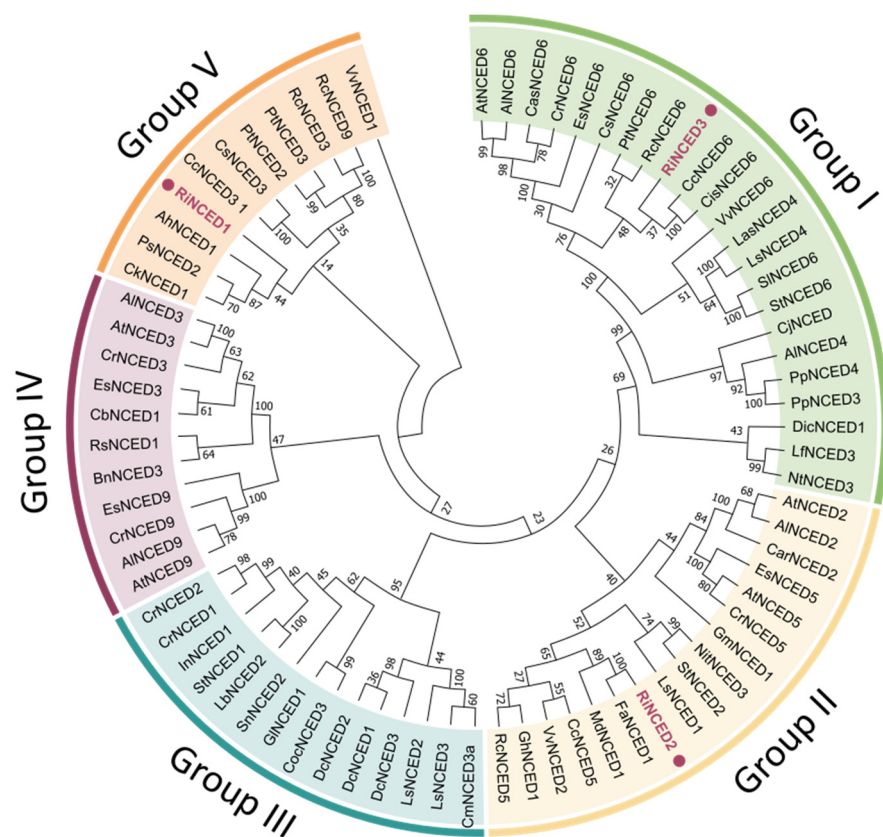 Group I
AtNCED6
AlNCED6
CasNCED6
CrNCED6
EsNCED6
CsNCED6
PtNCED6
RcNCED6
RiNCED3
CcNCED6
CisNCED6
VvNCED6
LasNCED4
LsNCED4
SlNCED6
StNCED6
CjNCED
AlNCED4
PpNCED4
PpNCED3
DicNCED1
LfNCED3
NtNCED3
Group II
AtNCED2
AlNCED2
CarNCED2
EsNCED5
AtNCED5
CrNCED5
GmNCED1
NitNCED3
StNCED2
LsNCED1
RiNCED2
FaNCED1
MdNCED1
CcNCED5
VvNCED2
GhNCED1
RcNCED5
Group III
CmNCED3a
LsNCED3
LsNCED2
DcNCED3
DcNCED1
DcNCED2
CocNCED3
GlNCED1
SnNCED2
LbNCED2
StNCED1
InNCED1
CrNCED1
CrNCED2
Group IV
AtNCED9
AlNCED9
CrNCED9
EsNCED9
BnNCED3
RsNCED1
CbNCED1
EsNCED3
CrNCED3
AtNCED3
AlNCED3
Group V
CkNCED1
PsNCED2
AhNCED1
RiNCED1
CcNCED3 1
CsNCED3
PtNCED2
PtNCED3
RcNCED3
RcNCED9
VvNCED1
99
98
78
100
30
76
32
48
37
100
100
51
100
64
100
99
97
92
100
69
43
99
26
40
44
84
100
68
100
80
52
74
99
65
89
100
27
55
72
23
27
95
62
45
40
99
98
100
99
44
98
36
100
60
47
100
62
63
100
61
64
100
99
78
14
35
80
100
99
100
44
87
70